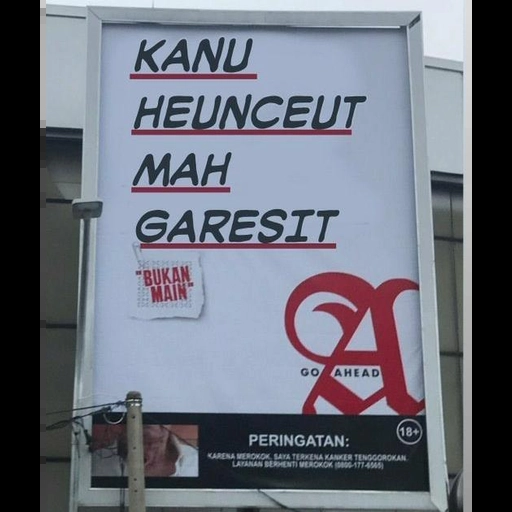 KANU
HEUNCEUT
MAH
GARESIT
"BUKAN
MAIN"
A
GO AHEAD
PERINGATAN:
18+
KARENA MEROKOK, SAYA TERKENA KANKER TENGGOROKAN.
LAYANAN BERHENTI MEROKOK (0800-177-6565)